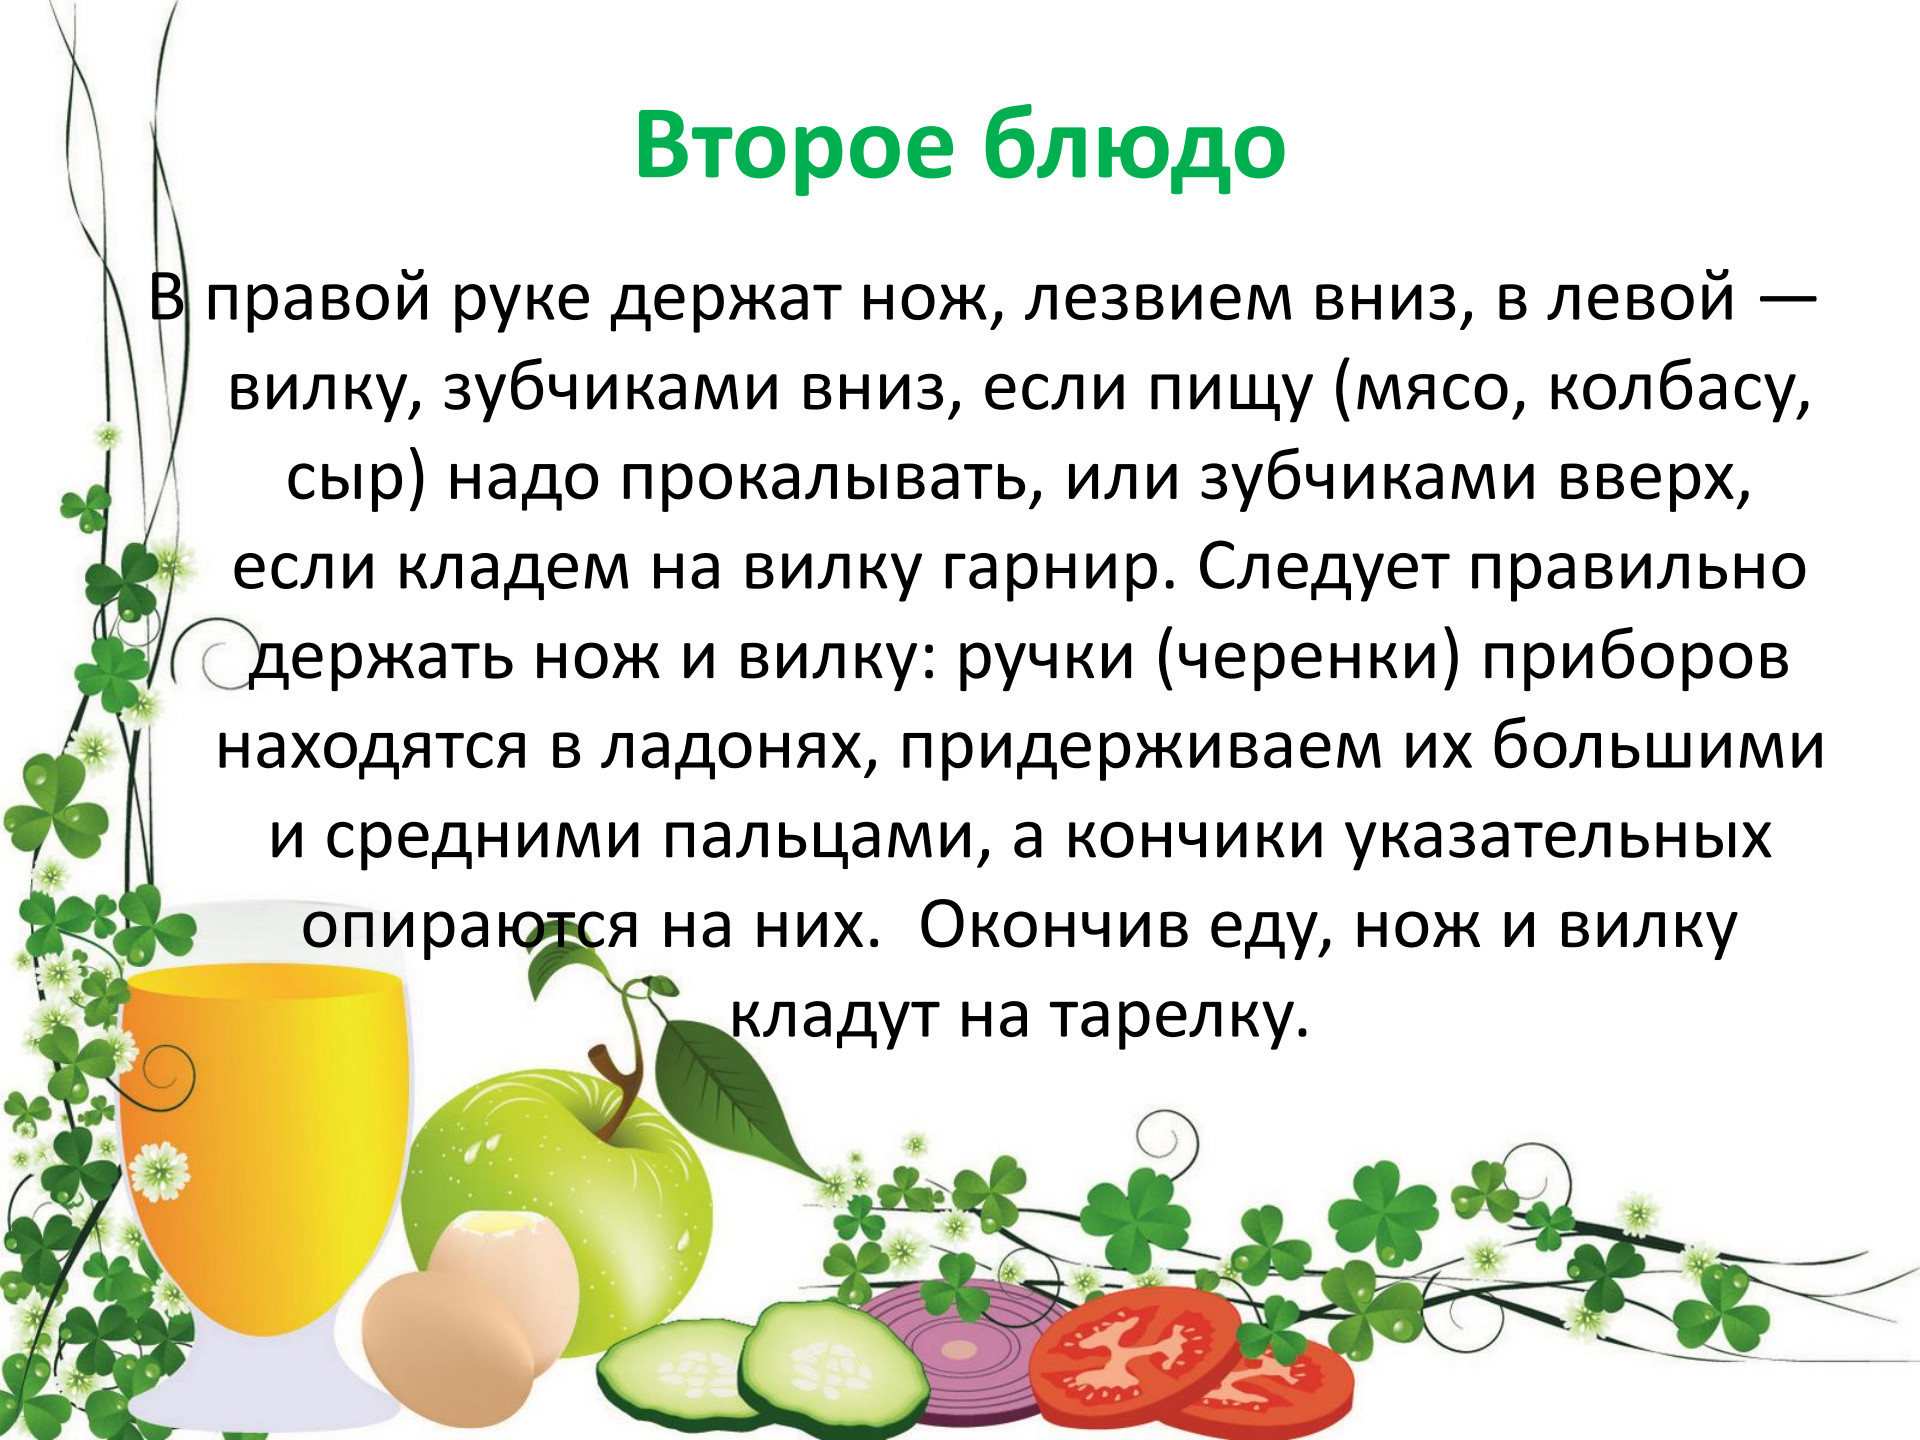 Второе блюдо
В правой руке держат нож, лезвием вниз, в левой —
вилку, зубчиками вниз, если пищу (мясо, колбасу,
сыр) надо прокалывать, или зубчиками вверх,
если кладем на вилку гарнир. Следует правильно
держать нож и вилку: ручки (черенки) приборов
находятся в ладонях, придерживаем их большими
и средними пальцами, а кончики указательных
опираются на них.  Окончив еду, нож и вилку
кладут на тарелку.